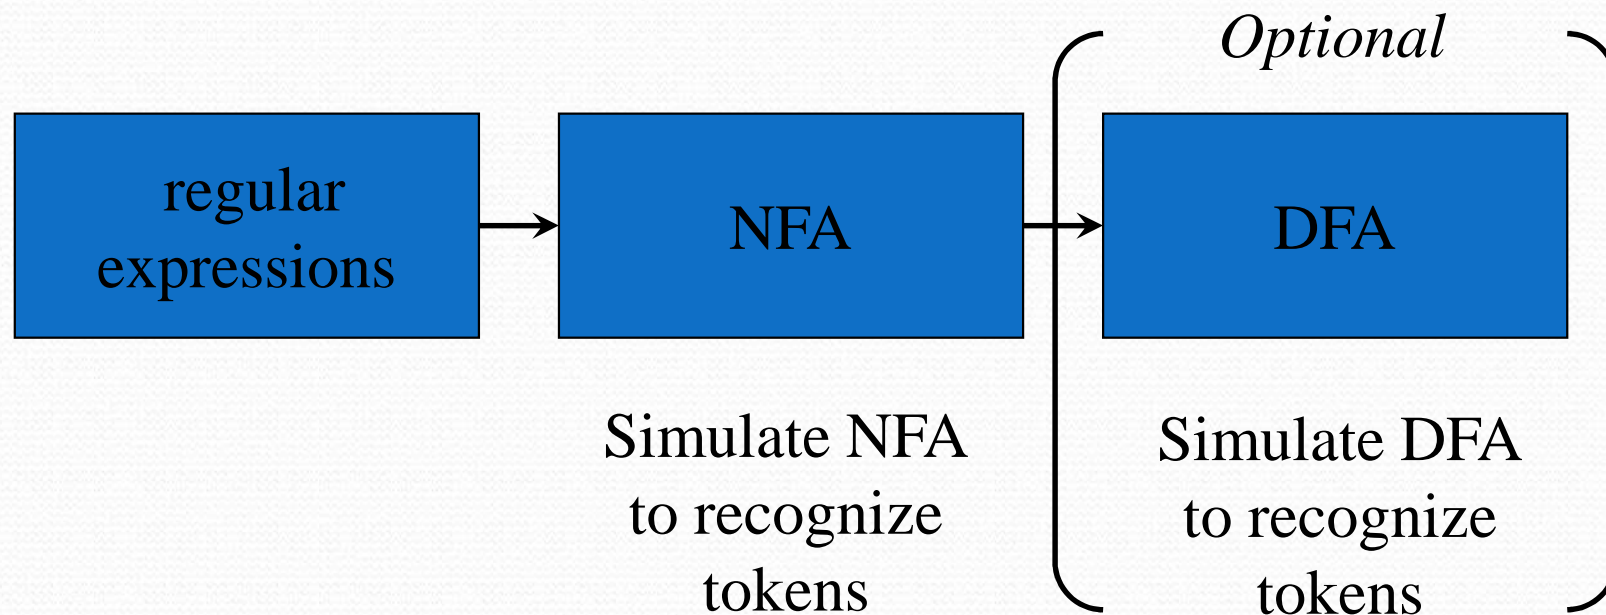 Optional
regular
expressions
NFA
DFA
Simulate NFA
to recognize
tokens
Simulate DFA
to recognize
tokens